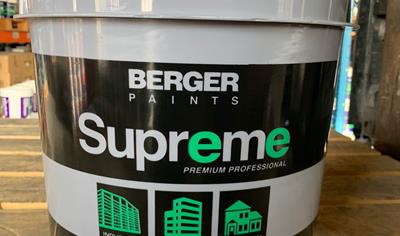 BERGER
PAINTS
Supreme
PREMIUM PROFESSIONAL